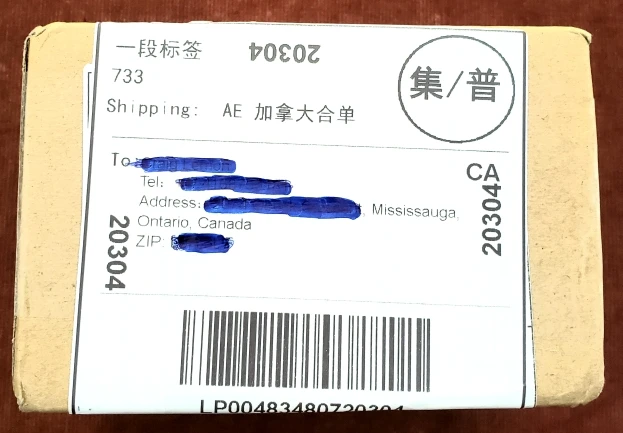 一段标签 20304
733
集/普
Shipping: AE 加拿大合单
To
CA
Tel:
Address: , Mississauga,
Ontario, Canada
ZIP:
20304
20304
LP00483480720304